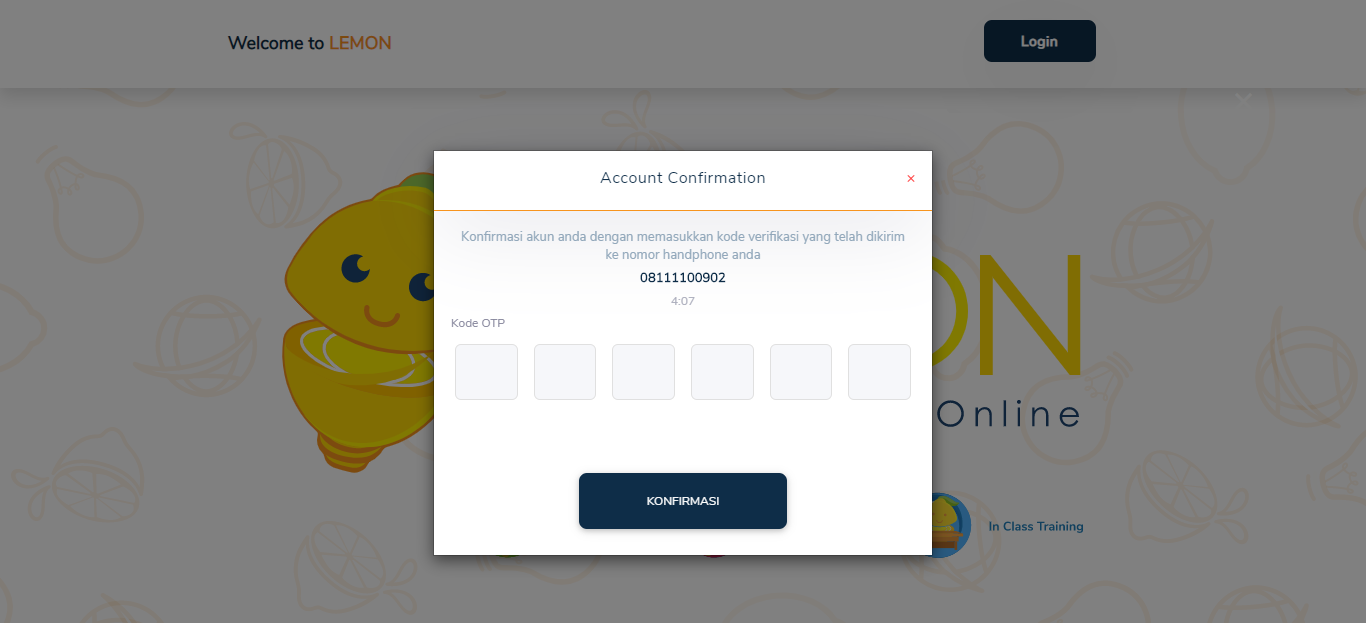 Welcome to LEMON
Login
Account Confirmation
×
Konfirmasi akun anda dengan memasukkan kode verifikasi yang telah dikirim
ke nomor handphone anda
08111100902
4:07
Kode OTP
ON
Online
KONFIRMASI
In Class Training